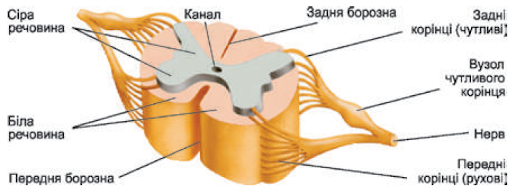 Сіра
речовина
Канал
Задня борозна
Задні
корінці (чутливі)
Вузол
чутливого
корінця
Біла
речовина
Нерв
Передня борозна
Передні
корінці (рухові)